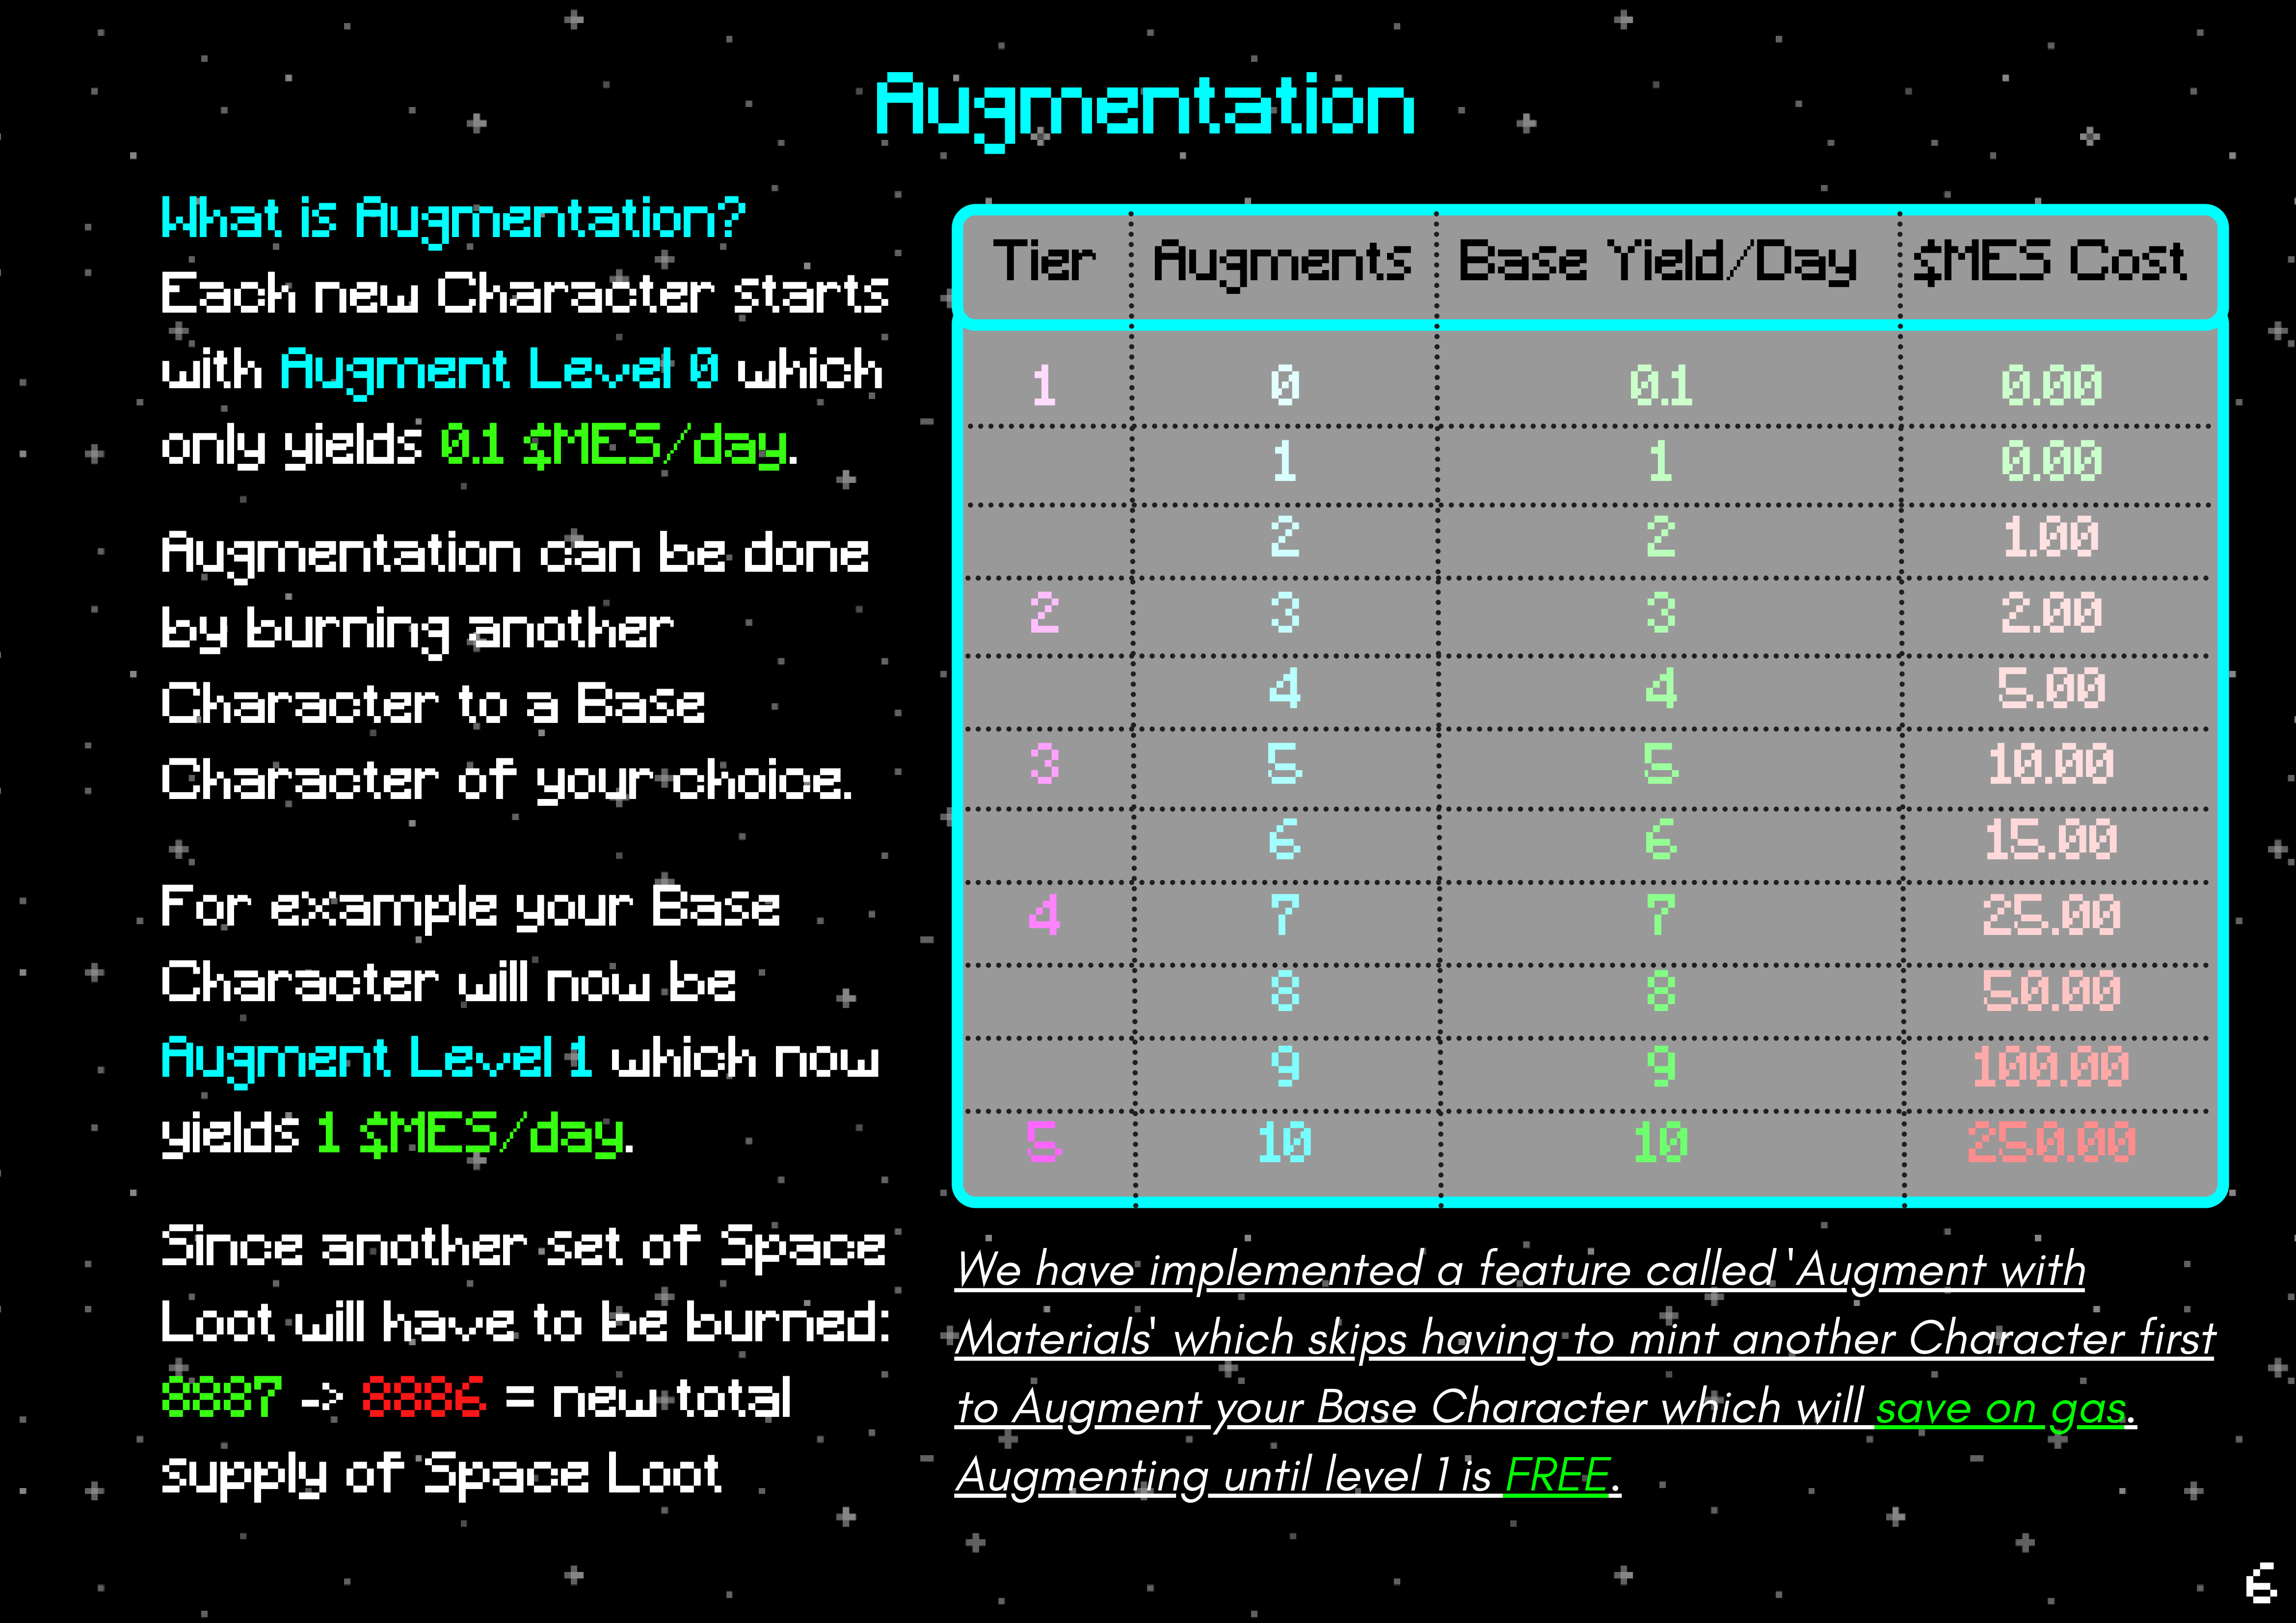 Augmentation
What is Augmentation?
Each new Character starts
with Augment Level 0 which
only yields 0.1 $MES/day.
Augmentation can be done
by burning another
Character to a Base
Character of your choice.
For example your Base
Character will now be
Augment Level 1 which now
yields 1 $MES/day.
Since another set of Space
Loot will have to be burned:
8887 -> 8886 = new total
supply of Space Loot
Tier Augments Base Yield/Day $MES Cost
1 0 0.1 0.00
1 1 0.00
2 2 1.00
2 3 3 2.00
4 4 5.00
3 5 5 10.00
6 6 15.00
4 7 7 25.00
8 8 50.00
9 9 100.00
5 10 10 250.00
We have implemented a feature called 'Augment with
Materials' which skips having to mint another Character first
to Augment your Base Character which will save on gas.
Augmenting until level 1 is FREE.
6